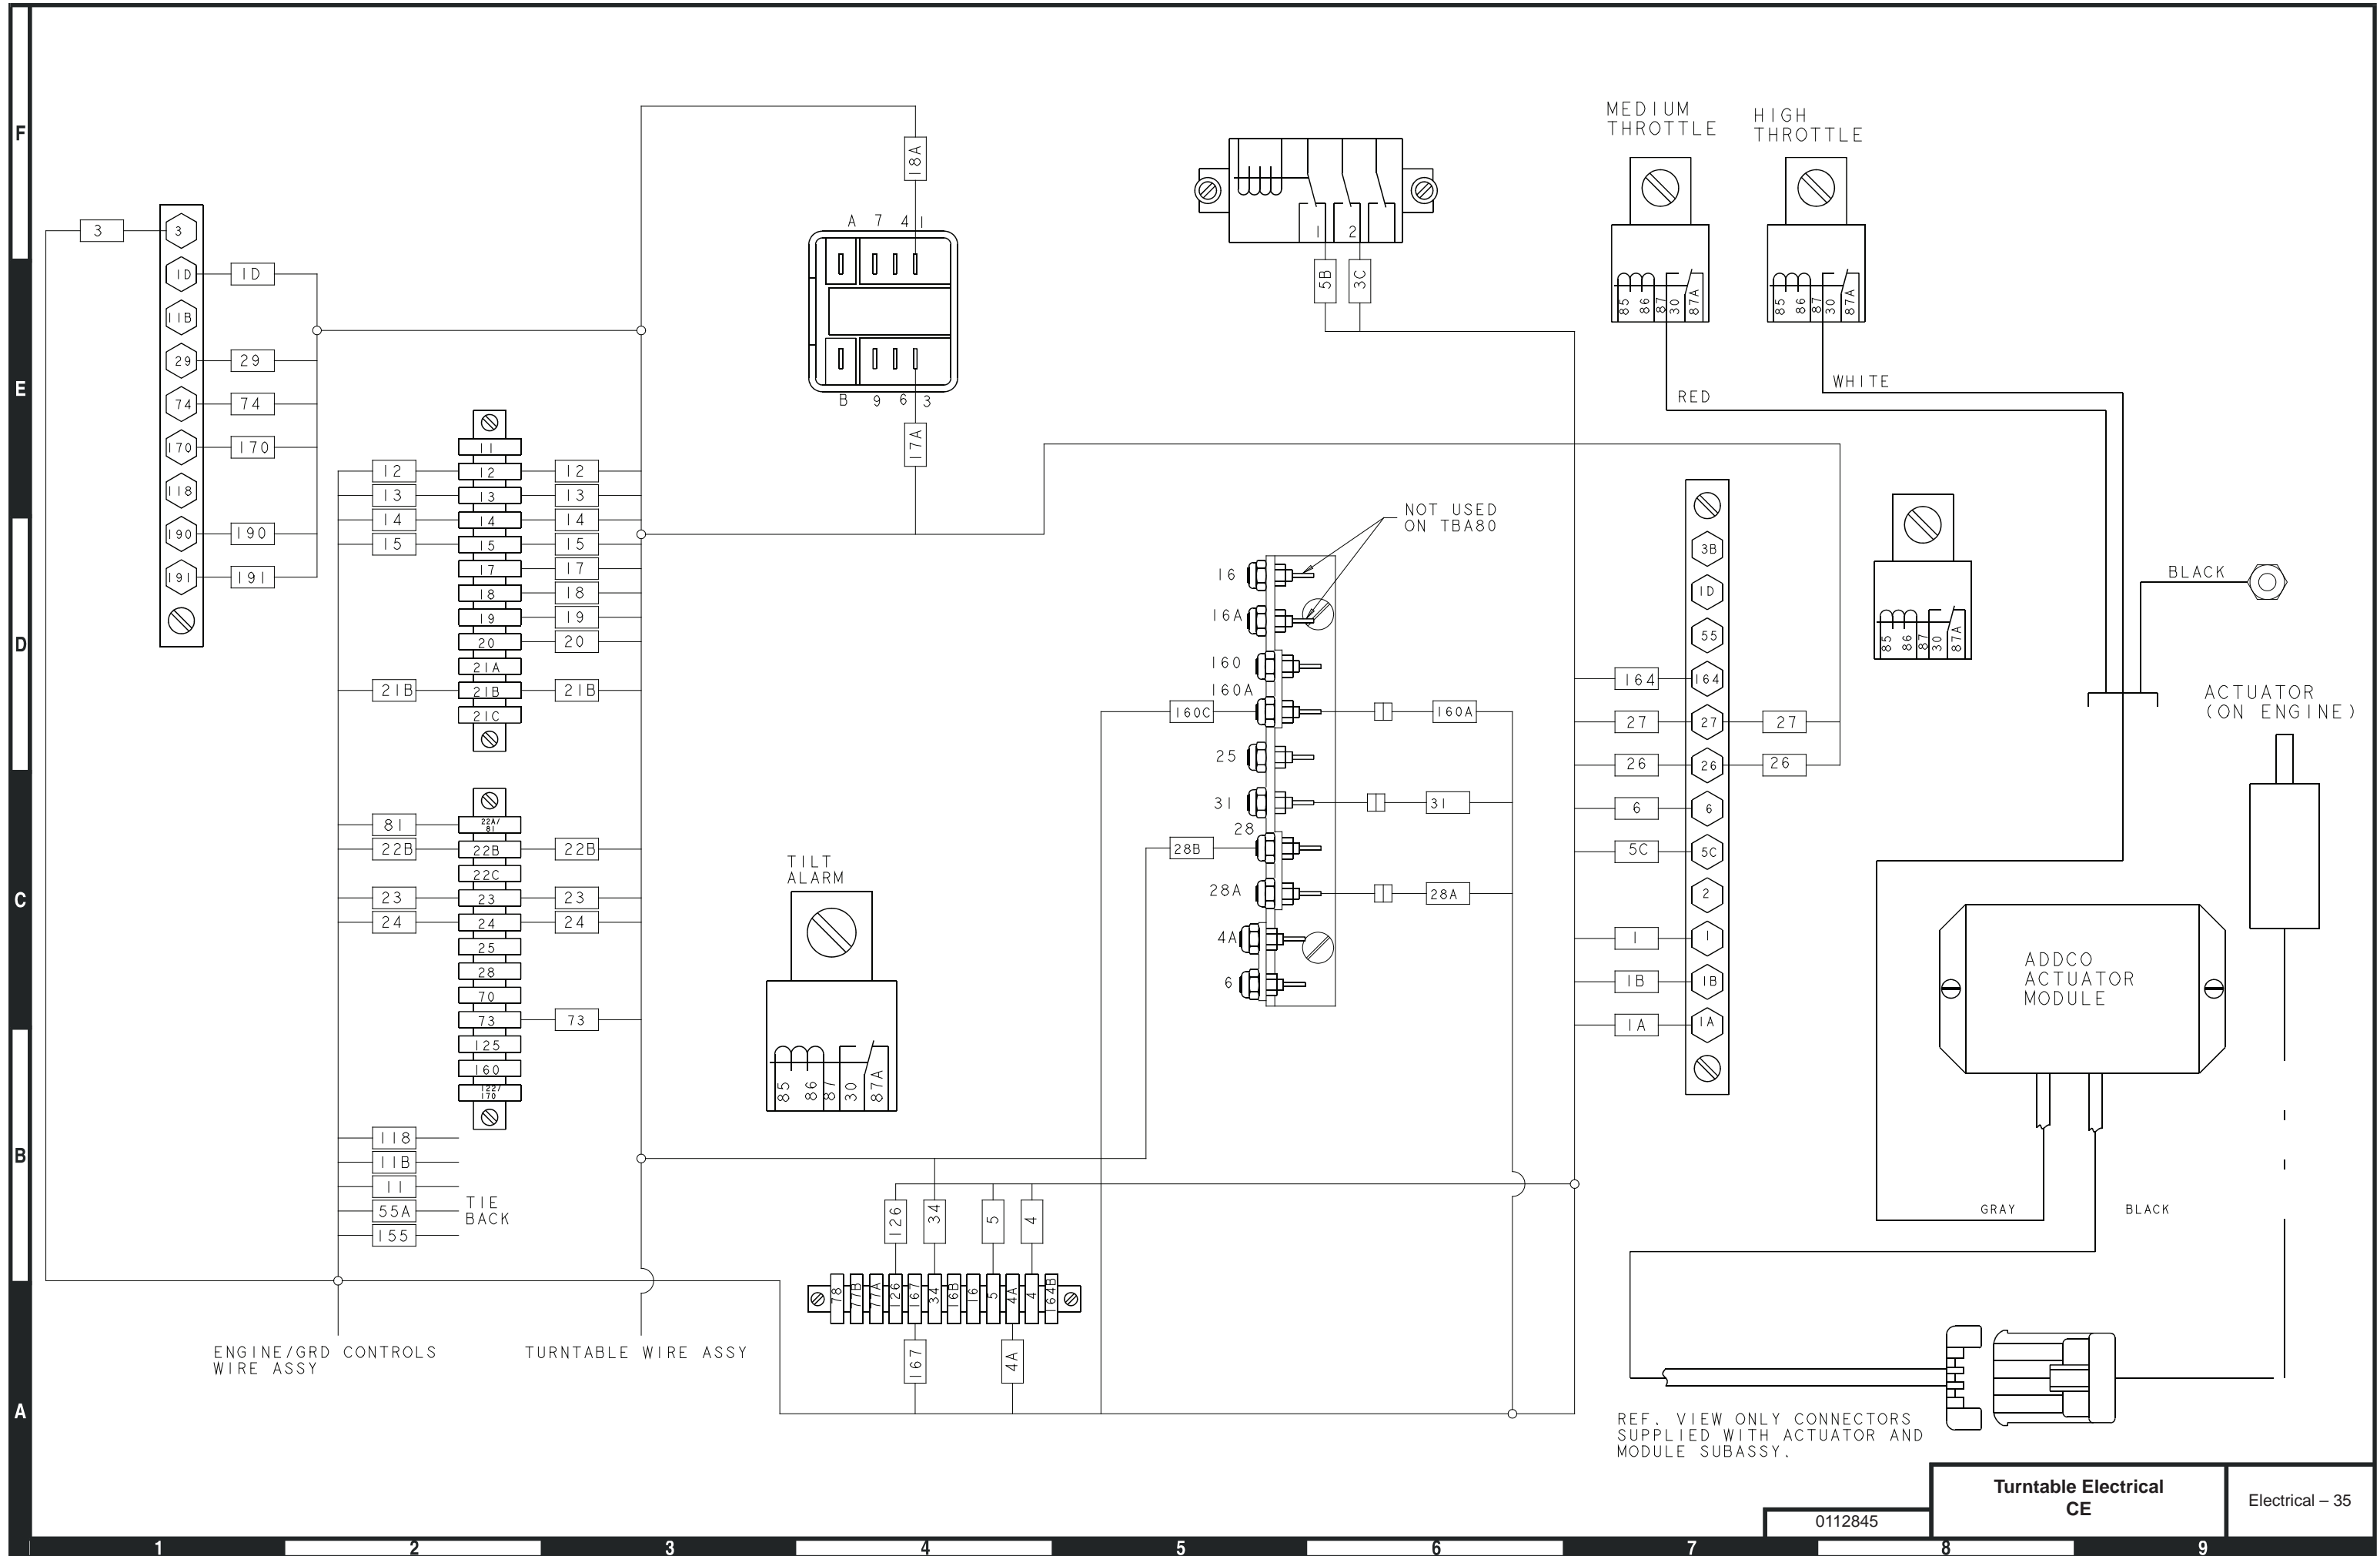 F
E
D
C
B
A
1
2
3
4
5
6
7
8
9
3
3
1D
1D
11B
29
29
74
74
170
170
118
190
190
191
191
11
12
12
12
13
13
13
14
14
14
15
15
15
17
17
18
18
19
19
20
20
21A
21B
21B
21B
21C
81
22A/
81
22B
22B
22B
22C
23
23
23
24
24
24
25
28
70
73
73
125
160
122/
170
118
11B
11
55A
155
TIE
BACK
ENGINE/GRD CONTROLS
WIRE ASSY
TURNTABLE WIRE ASSY
18A
A 7 4 1
B 9 6 3
17A
TILT
ALARM
85 86 87 30 87A
126
34
5
4
78 77B 77A 126 167 34 16B 16 5 4A 4 164B
167
4A
1 2
5B 3C
NOT USED
ON TBA80
16
16A
160
160A
160C
160A
25
31
31
28
28B
28A
28A
4A
6
MEDIUM
THROTTLE
HIGH
THROTTLE
85 86 87 30 87A
85 86 87 30 87A
WHITE
RED
3B
1D
55
164
164
27
27
27
26
26
26
6
6
5C
5C
2
1
1
1B
1B
1A
1A
85 86 87 30 87A
BLACK
ACTUATOR
(ON ENGINE)
ADDCO
ACTUATOR
MODULE
GRAY
BLACK
REF. VIEW ONLY CONNECTORS
SUPPLIED WITH ACTUATOR AND
MODULE SUBASSY.
0112845
Turntable Electrical
CE
Electrical – 35